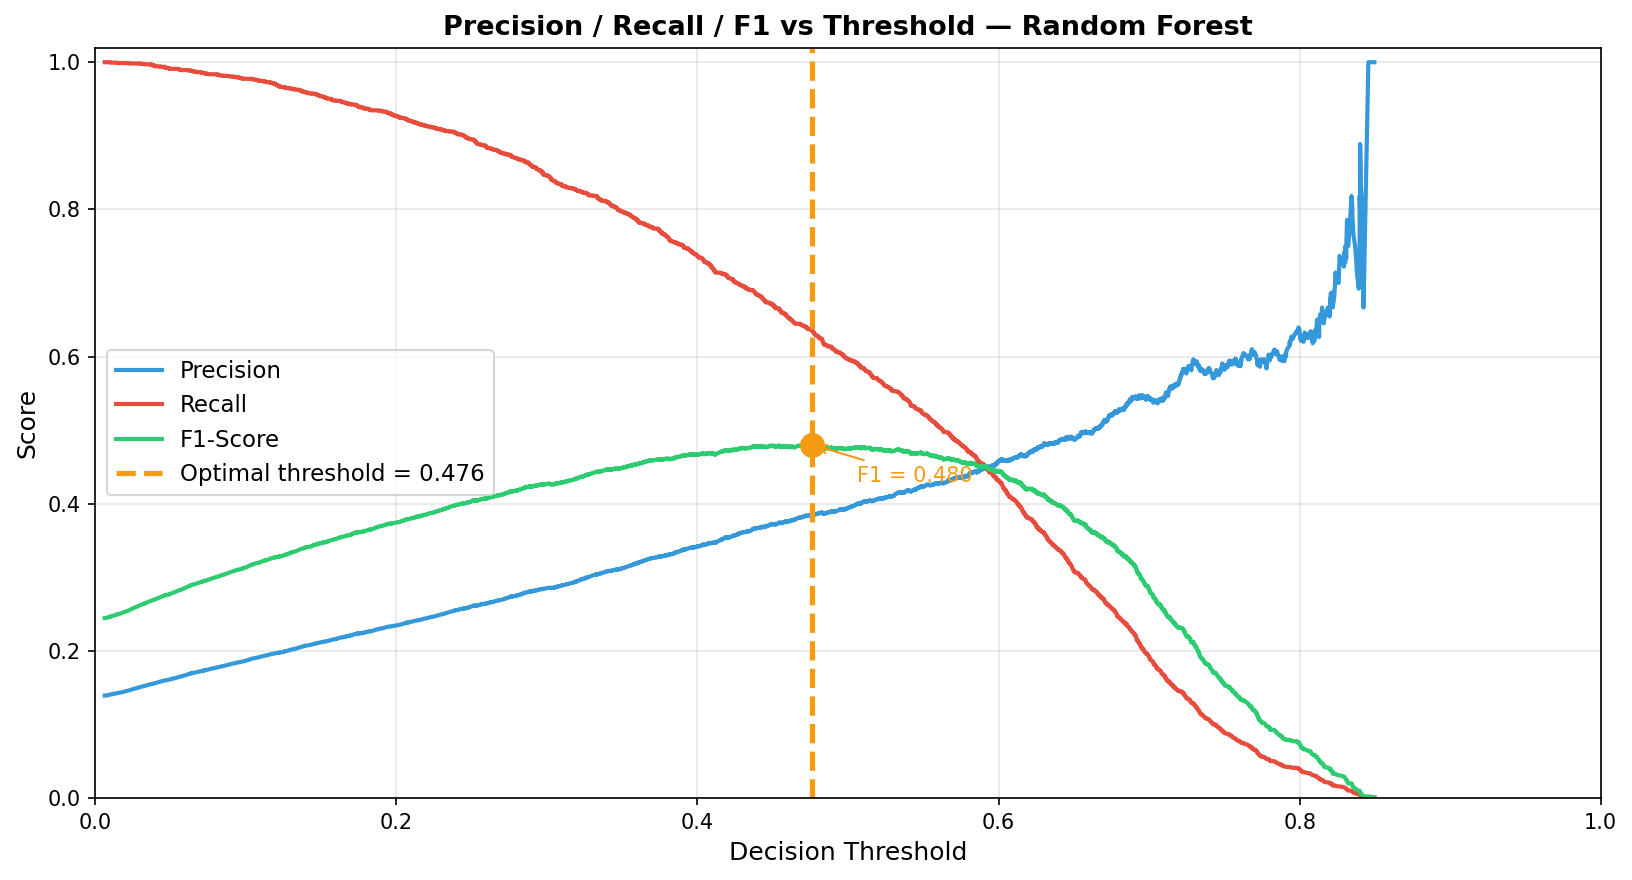 Precision / Recall / F1 vs Threshold — Random Forest
Score
1.0
0.8
0.6
0.4
0.2
0.0
Precision
Recall
F1-Score
Optimal threshold = 0.476
F1 = 0.480
0.0
0.2
0.4
0.6
0.8
1.0
Decision Threshold